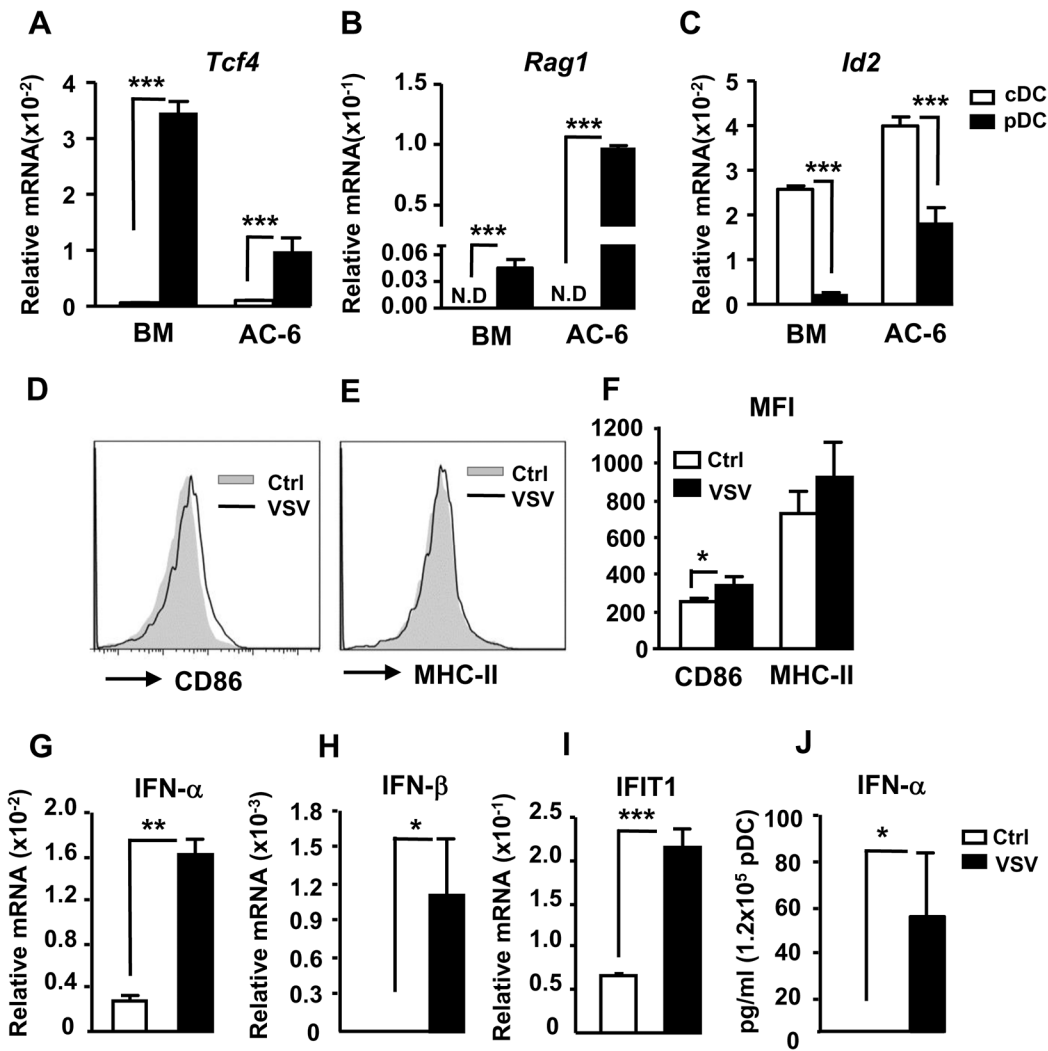 A
Tcf4
Relative mRNA(x10-2)
4
3
2
1
0
***
***
BM
AC-6
B
Rag1
Relative mRNA(x10-1)
1.5
1.0
0.5
0.06
0.03
0.00
***
***
N.D
N.D
BM
AC-6
C
Id2
Relative mRNA(x10-2)
5
4
3
2
1
0
***
***
BM
AC-6
cDC
pDC
D
Ctrl
VSV
CD86
E
Ctrl
VSV
MHC-II
F
MFI
1200
1000
800
600
400
200
0
Ctrl
VSV
*
CD86
MHC-II
G
IFN-α
Relative mRNA (x10-2)
2.0
1.6
1.2
0.8
0.4
0
**
H
IFN-β
Relative mRNA (x10-3)
1.8
1.5
1.2
0.9
0.6
0.3
0
*
I
IFIT1
Relative mRNA (x10-1)
2.5
2.0
1.5
1.0
0.5
0
***
J
IFN-α
pg/ml (1.2x105 pDC)
100
80
60
40
20
0
*
Ctrl
VSV